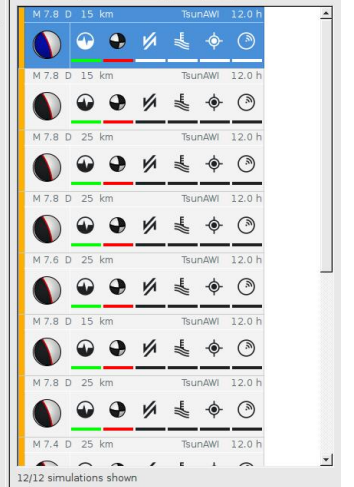 M 7.8 D 15 km TsunAWI 12.0 h
M 7.8 D 15 km TsunAWI 12.0 h
M 7.8 D 25 km TsunAWI 12.0 h
M 7.8 D 25 km TsunAWI 12.0 h
M 7.6 D 25 km TsunAWI 12.0 h
M 7.8 D 15 km TsunAWI 12.0 h
M 7.8 D 25 km TsunAWI 12.0 h
M 7.4 D 25 km TsunAWI 12.0 h
12/12 simulations shown